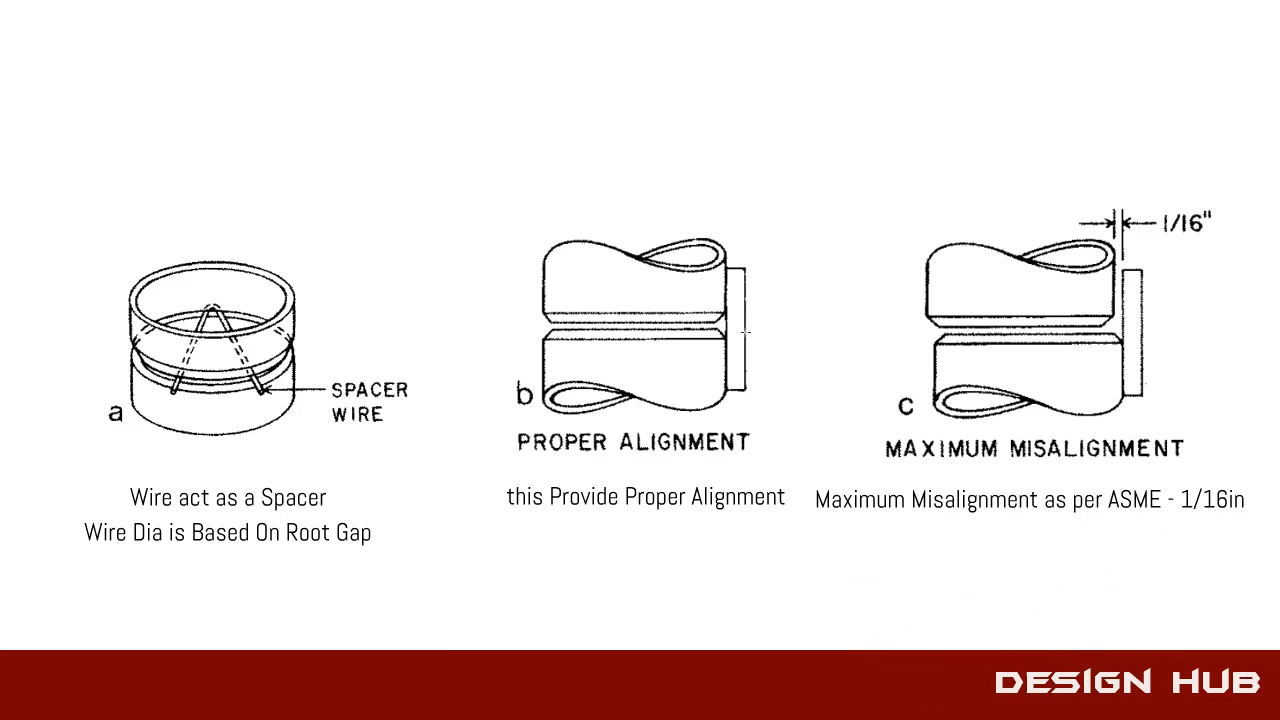 1/16"
SPACER
WIRE
a
b
c
PROPER ALIGNMENT
MAXIMUM MISALIGNMENT
Wire act as a Spacer
Wire Dia is Based On Root Gap
this Provide Proper Alignment
Maximum Misalignment as per ASME - 1/16in
DESIGN HUB